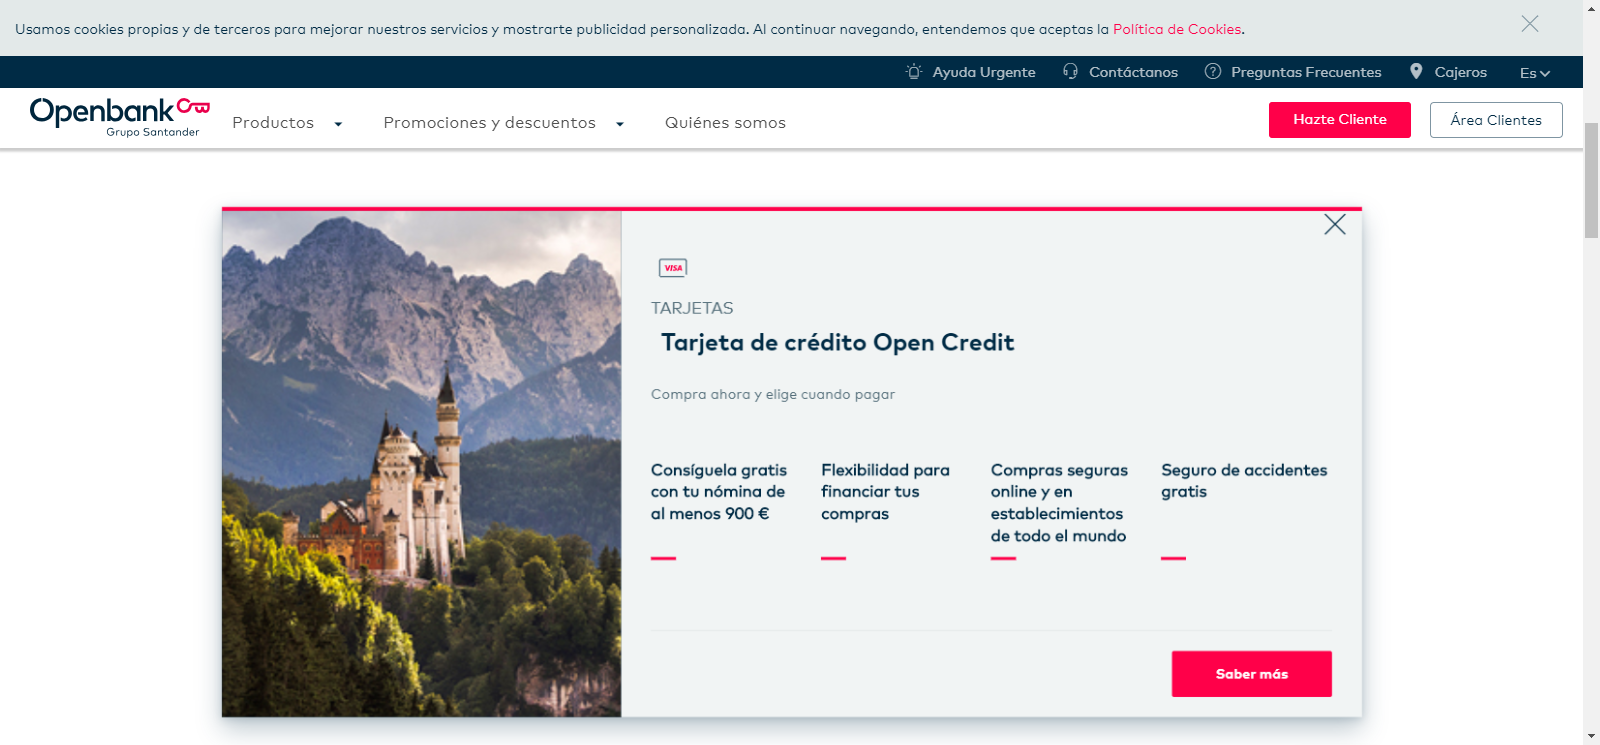 Usamos cookies propias y de terceros para mejorar nuestros servicios y mostrarte publicidad personalizada. Al continuar navegando, entendemos que aceptas la Política de Cookies.
Ayuda Urgente
Contáctanos
Preguntas Frecuentes
Cajeros
Es
Openbank
Grupo Santander
Productos
Promociones y descuentos
Quiénes somos
Hazte Cliente
Área Clientes
VISA
TARJETAS
Tarjeta de crédito Open Credit
Compra ahora y elige cuando pagar
Consíguela gratis
con tu nómina de
al menos 900 €
Flexibilidad para
financiar tus
compras
Compras seguras
online y en
establecimientos
de todo el mundo
Seguro de accidentes
gratis
Saber más